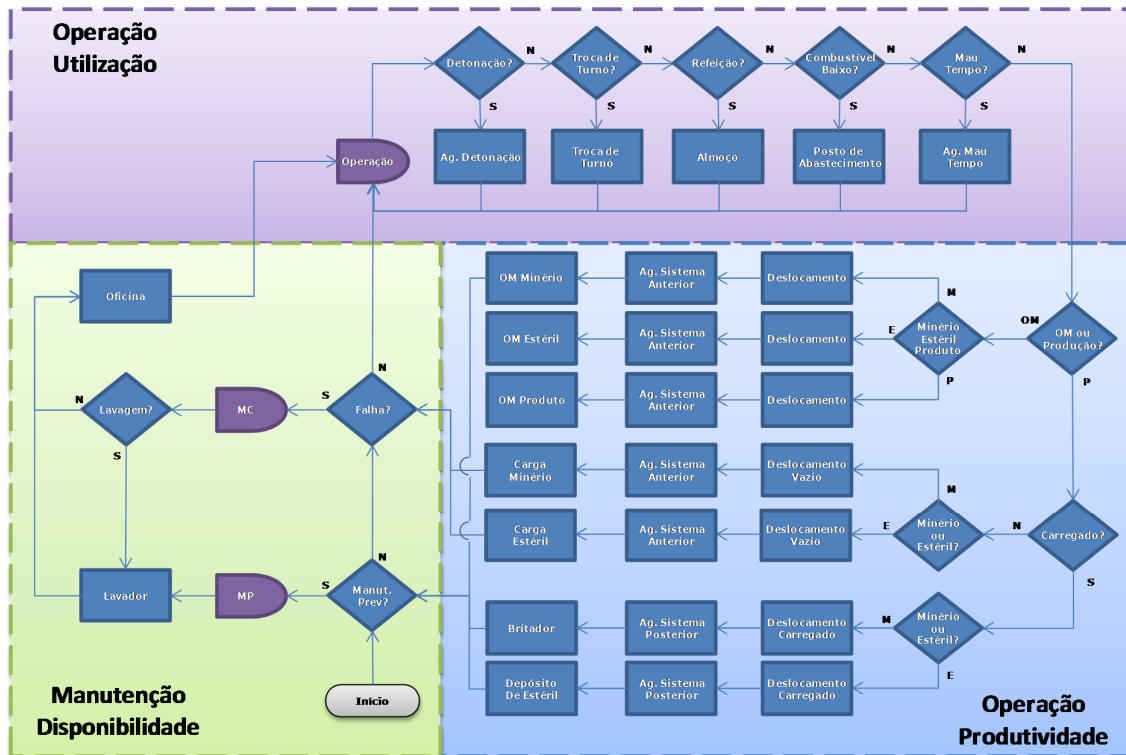 Operação
Utilização
Detonação?
N
Troca de
Turno?
N
Refeição?
N
Combustível
Baixo?
N
Mau
Tempo?
N
S
S
S
S
S
Operação
Ag. Detonação
Troca de
Turno
Almoço
Posto de
Abastecimento
Ag. Mau
Tempo
Oficina
OM Minério
Ag. Sistema
Anterior
Deslocamento
M
OM Estéril
Ag. Sistema
Anterior
Deslocamento
E
Minério
Estéril
Produto
OM
OM ou
Produção?
P
P
OM Produto
Ag. Sistema
Anterior
Deslocamento
N
Lavagem?
N
MC
S
Falha?
S
Carga
Minério
Ag. Sistema
Anterior
Deslocamento
Vazio
M
Carga
Estéril
Ag. Sistema
Anterior
Deslocamento
Vazio
E
Minério
ou
Estéril?
N
Carregado?
S
N
Lavador
MP
S
Manut.
Prev?
Britador
Ag. Sistema
Posterior
Deslocamento
Carregado
M
Minério
ou
Estéril?
E
Depósito
De Estéril
Ag. Sistema
Posterior
Deslocamento
Carregado
Início
Manutenção
Disponibilidade
Operação
Produtividade